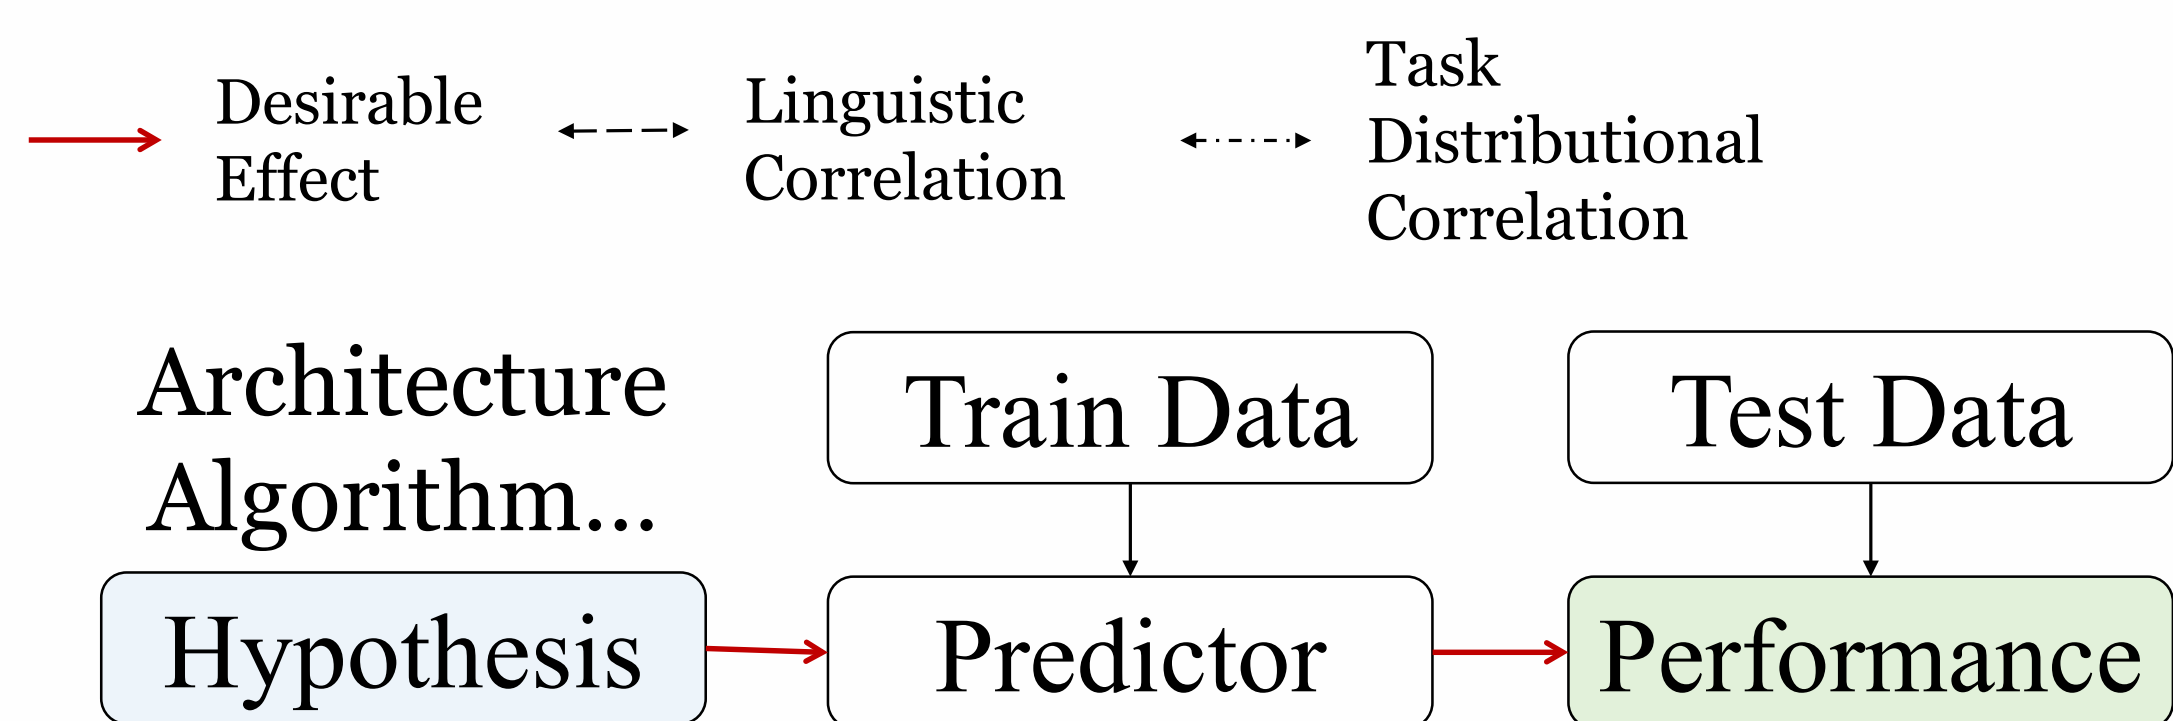 Desirable
Effect
Linguistic
Correlation
Task
Distributional
Correlation
Architecture
Algorithm...
Train Data
Test Data
Hypothesis
Predictor
Performance